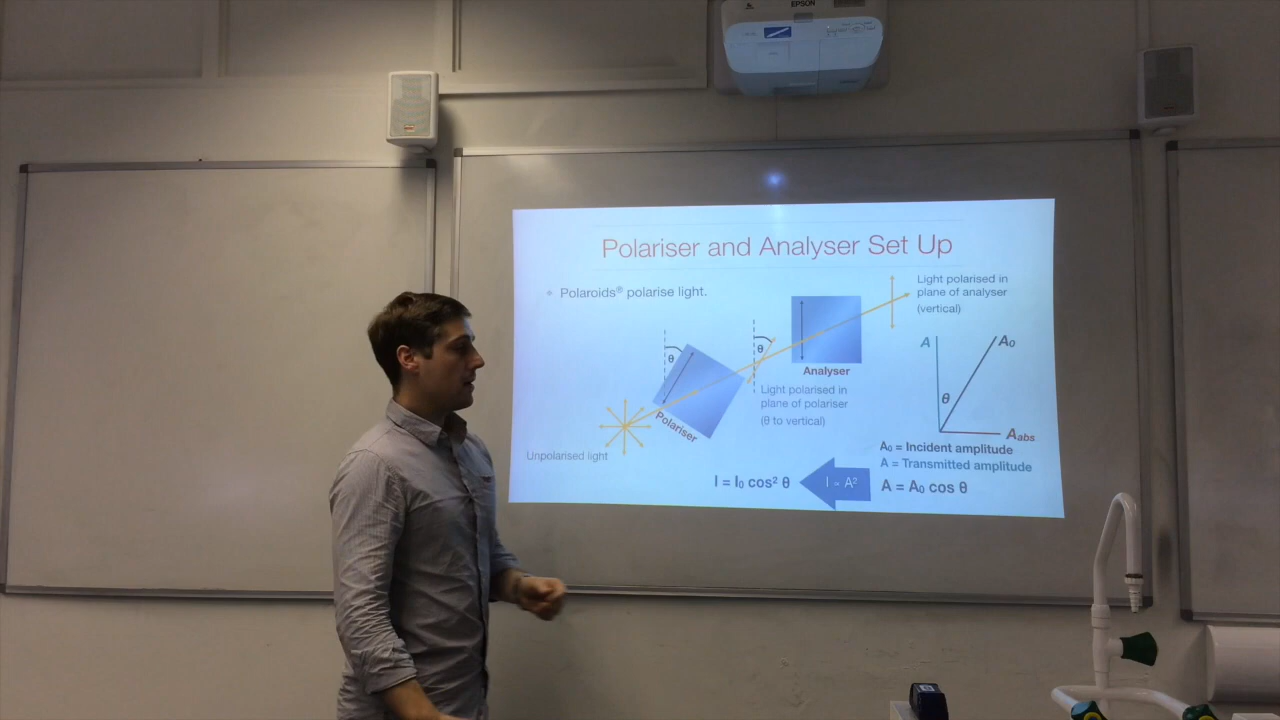 EPSON
Polariser and Analyser Set Up
Polaroids® polarise light.
Light polarised in
plane of analyser
(vertical)
θ
θ
Analyser
A
A₀
θ
Light polarised in
plane of polariser
(θ to vertical)
Polariser
Aabs
Unpolarised light
A₀ = Incident amplitude
A = Transmitted amplitude
I = I₀ cos² θ
I ∝ A²
A = A₀ cos θ